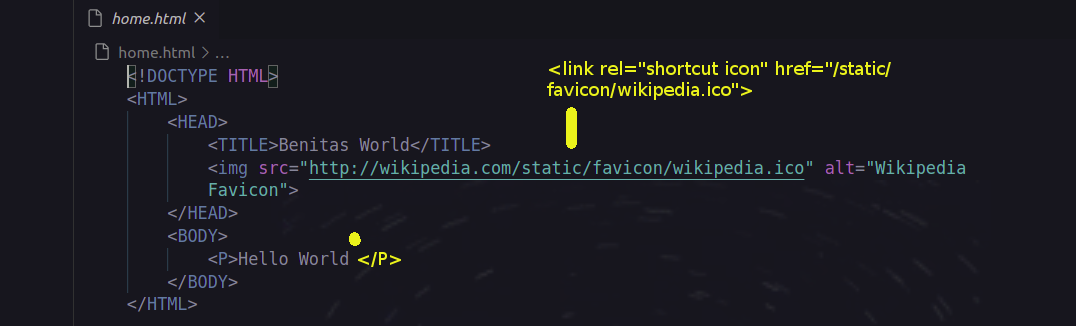 home.html ×
home.html > ...
<!DOCTYPE HTML>
<link rel="shortcut icon" href="/static/
favicon/wikipedia.ico">
<HTML>
<HEAD>
<TITLE>Benitas World</TITLE>
<img src="http://wikipedia.com/static/favicon/wikipedia.ico" alt="Wikipedia
Favicon">
</HEAD>
<BODY>
<P>Hello World </P>
</BODY>
</HTML>